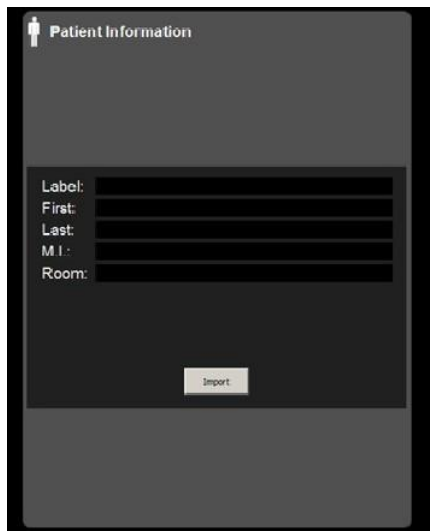 Patient Information
Label:
First:
Last:
M.I.:
Room:
Import